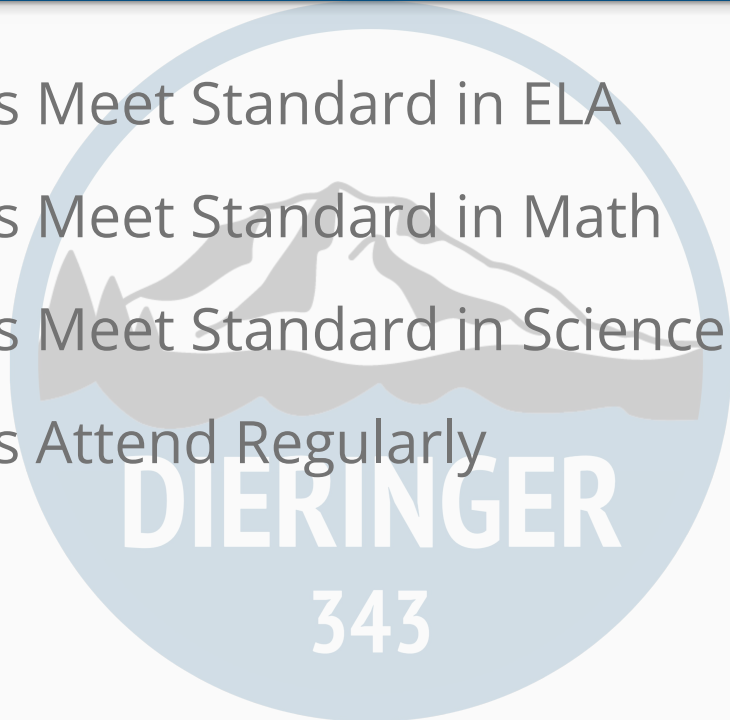 s Meet Standard in ELA
s Meet Standard in Math
s Meet Standard in Science
s Attend Regularly
DIERINGER
343